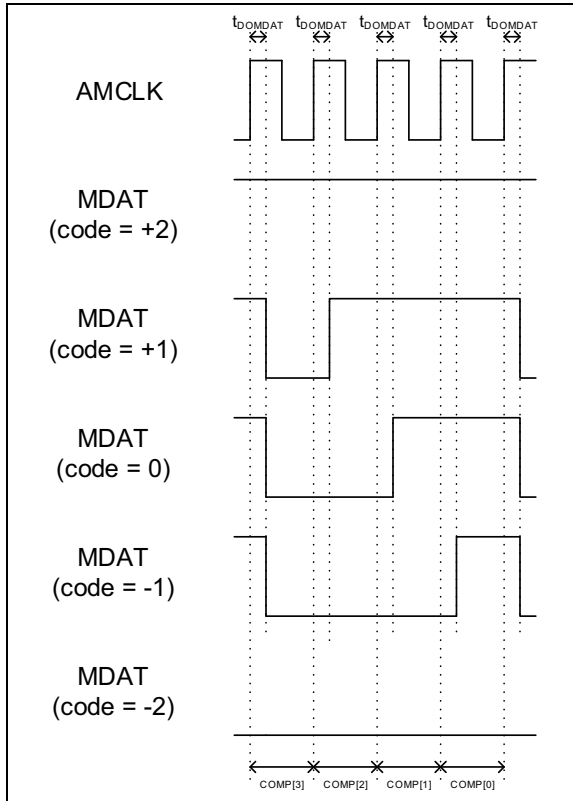 tDOMDAT tDOMDAT tDOMDAT tDOMDAT tDOMDAT
AMCLK
MDAT
(code = +2)
MDAT
(code = +1)
MDAT
(code = 0)
MDAT
(code = -1)
MDAT
(code = -2)
COMP[3] COMP[2] COMP[1] COMP[0]